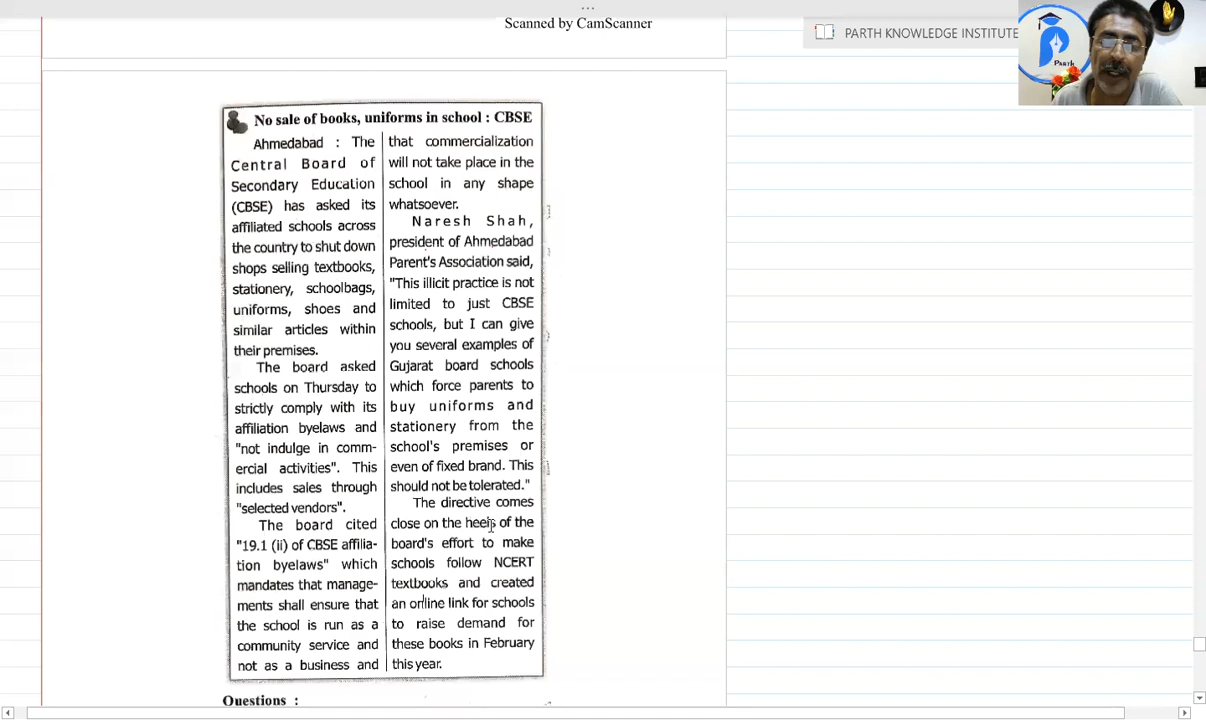 Scanned by CamScanner
PARTH KNOWLEDGE INSTITUTE
Parth
No sale of books, uniforms in school : CBSE
Ahmedabad : The
Central Board of
Secondary Education
(CBSE) has asked its
affiliated schools across
the country to shut down
shops selling textbooks,
stationery, schoolbags,
uniforms, shoes and
similar articles within
their premises.
The board asked
schools on Thursday to
strictly comply with its
affiliation byelaws and
"not indulge in comm-
ercial activities". This
includes sales through
"selected vendors".
The board cited
"19.1 (ii) of CBSE affilia-
tion byelaws" which
mandates that manage-
ments shall ensure that
the school is run as a
community service and
not as a business and
that commercialization
will not take place in the
school in any shape
whatsoever.
Naresh Shah,
president of Ahmedabad
Parent's Association said,
"This illicit practice is not
limited to just CBSE
schools, but I can give
you several examples of
Gujarat board schools
which force parents to
buy uniforms and
stationery from the
school's premises or
even of fixed brand. This
should not be tolerated."
The directive comes
close on the heels of the
board's effort to make
schools follow NCERT
textbooks and created
an online link for schools
to raise demand for
these books in February
this year.
Questions :